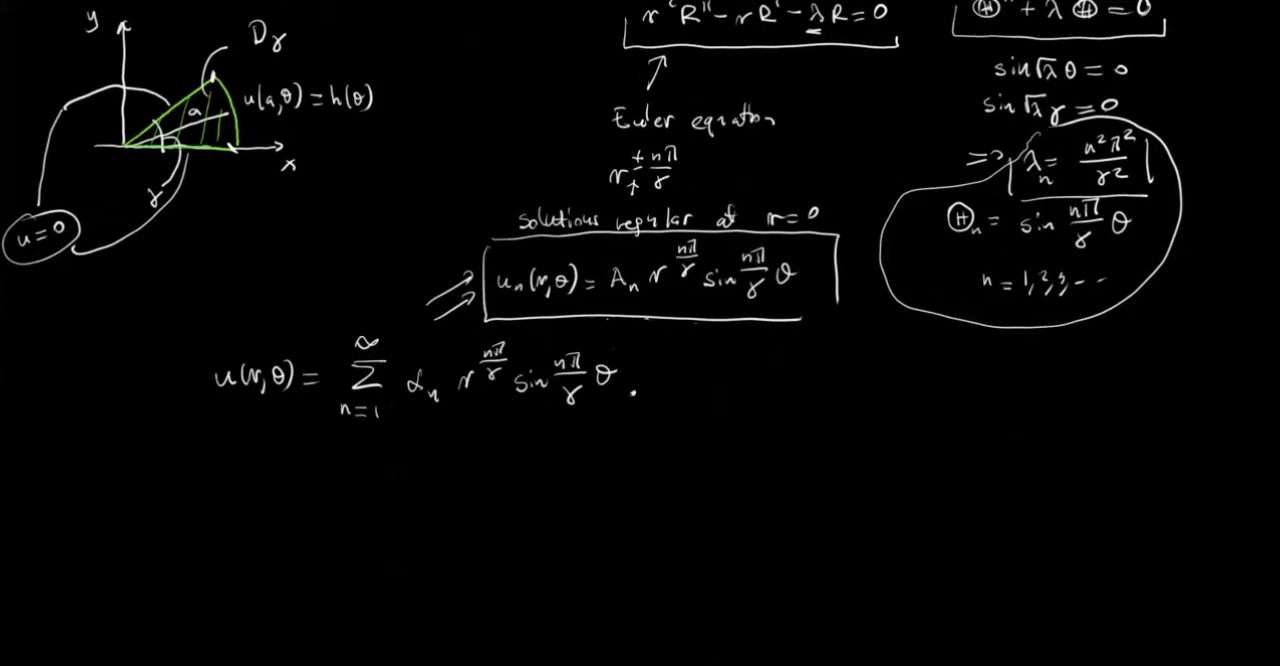 y
D_γ
u(a,θ) = h(θ)
a
x
γ
u=0
r²R'' - rR' - λR = 0
Θ'' + λΘ = 0
sin√λ θ = 0
sin√λ γ = 0
Euler equation
=> λ_n = n²π²/γ²
r^{± nπ/γ}
Θ_n = sin nπ/γ θ
solutions regular at r=0
n = 1,2,3,...
u_n(r,θ) = A_n r^{nπ/γ} sin nπ/γ θ
u(r,θ) = ∑_{n=1}^{∞} α_n r^{nπ/γ} sin nπ/γ θ.